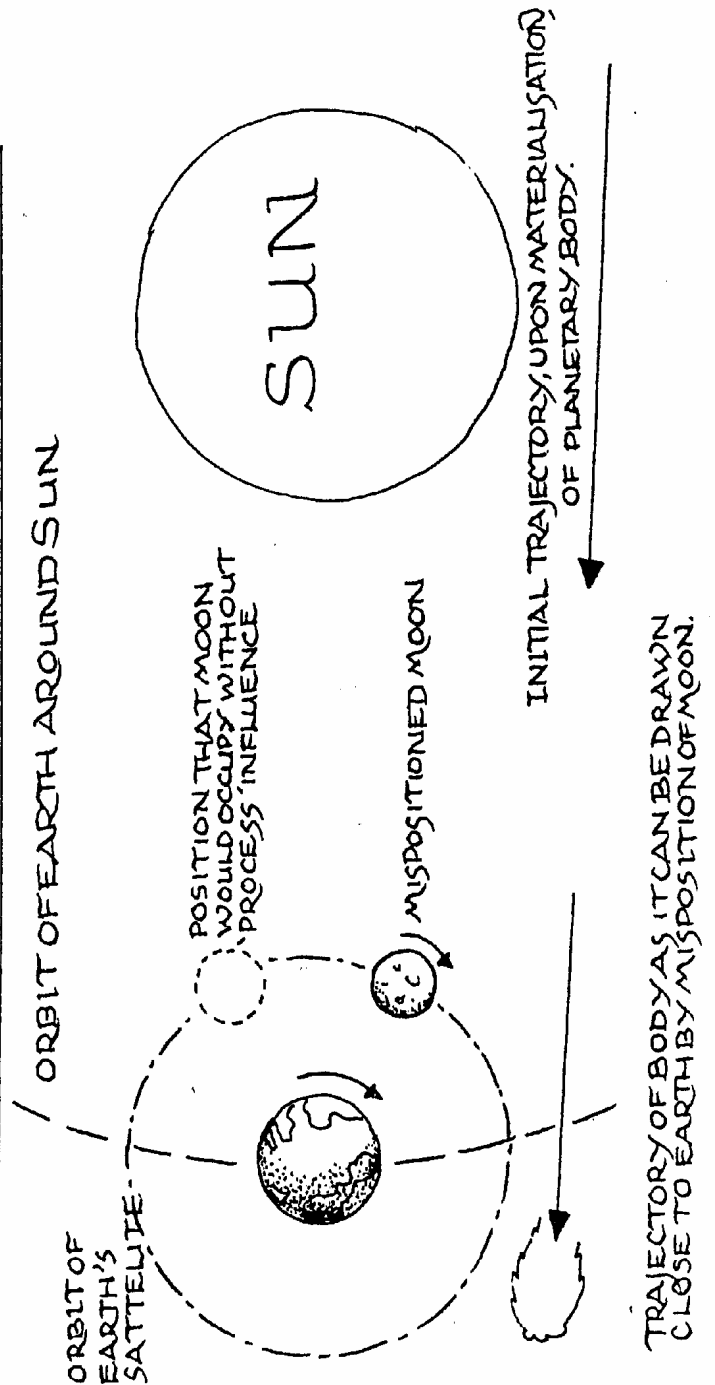 ORBIT OF EARTH AROUND SUN
ORBIT OF
EARTH'S
SATTELITE
POSITION THAT MOON
WOULD OCCUPY WITHOUT
'PROCESS' INFLUENCE
MISPOSITIONED MOON
SUN
INITIAL TRAJECTORY, UPON MATERIALISATION,
OF PLANETARY BODY.
TRAJECTORY OF BODY AS IT CAN BE DRAWN
CLOSE TO EARTH BY MISPOSITION OF MOON.